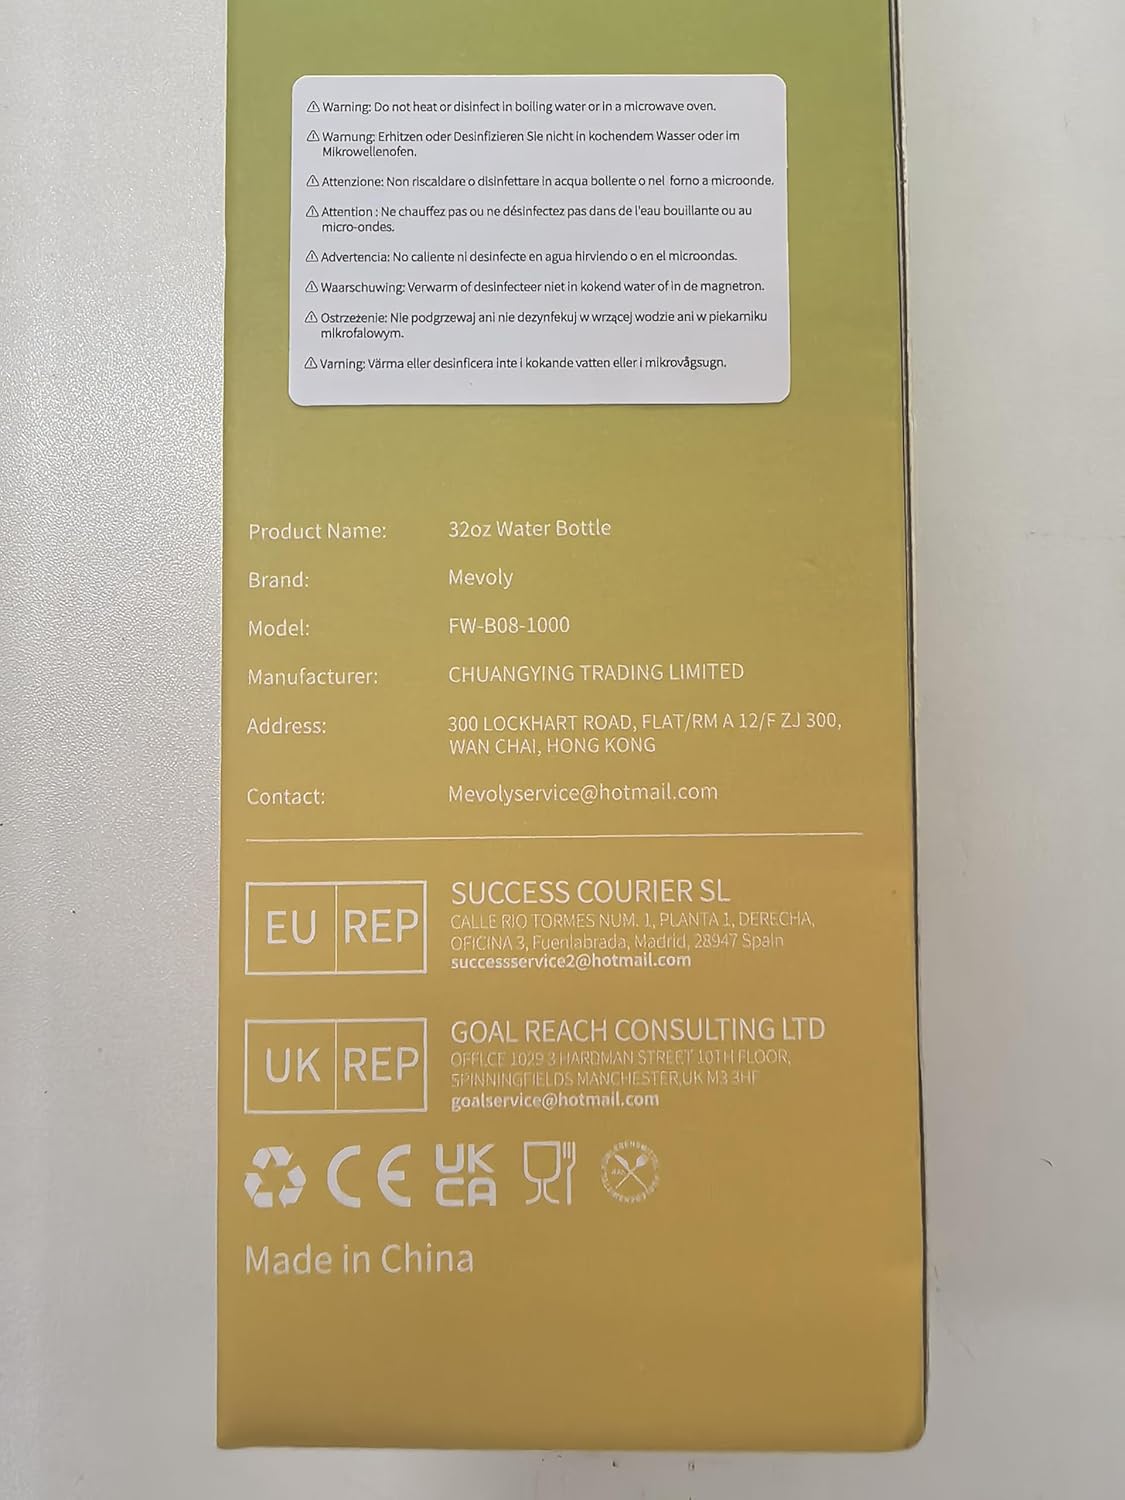 ⚠ Warning: Do not heat or disinfect in boiling water or in a microwave oven.
⚠ Warnung: Erhitzen oder Desinfizieren Sie nicht in kochendem Wasser oder im
Mikrowellenofen.
⚠ Attenzione: Non riscaldare o disinfettare in acqua bollente o nel forno a microonde.
⚠ Attention : Ne chauffez pas ou ne désinfectez pas dans de l'eau bouillante ou au
micro-ondes.
⚠ Advertencia: No caliente ni desinfecte en agua hirviendo o en el microondas.
⚠ Waarschuwing: Verwarm of desinfecteer niet in kokend water of in de magnetron.
⚠ Ostrzeżenie: Nie podgrzewaj ani nie dezynfekuj w wrzącej wodzie ani w piekarniku
mikrofalowym.
⚠ Varning: Värma eller desinficera inte i kokande vatten eller i mikrovågsugn.
Product Name: 32oz Water Bottle
Brand: Mevoly
Model: FW-B08-1000
Manufacturer: CHUANGYING TRADING LIMITED
Address: 300 LOCKHART ROAD, FLAT/RM A 12/F ZJ 300,
WAN CHAI, HONG KONG
Contact: Mevolyservice@hotmail.com
EU REP SUCCESS COURIER SL
CALLE RIO TORMES NUM. 1, PLANTA 1, DERECHA,
OFICINA 3, Fuenlabrada, Madrid, 28947 Spain
successservice2@hotmail.com
UK REP GOAL REACH CONSULTING LTD
OFFLCE 1029 3 HARDMAN STREET 10TH FLOOR,
SPINNINGFIELDS MANCHESTER,UK M3 3HF
goalservice@hotmail.com
CE UK
CA
Made in China